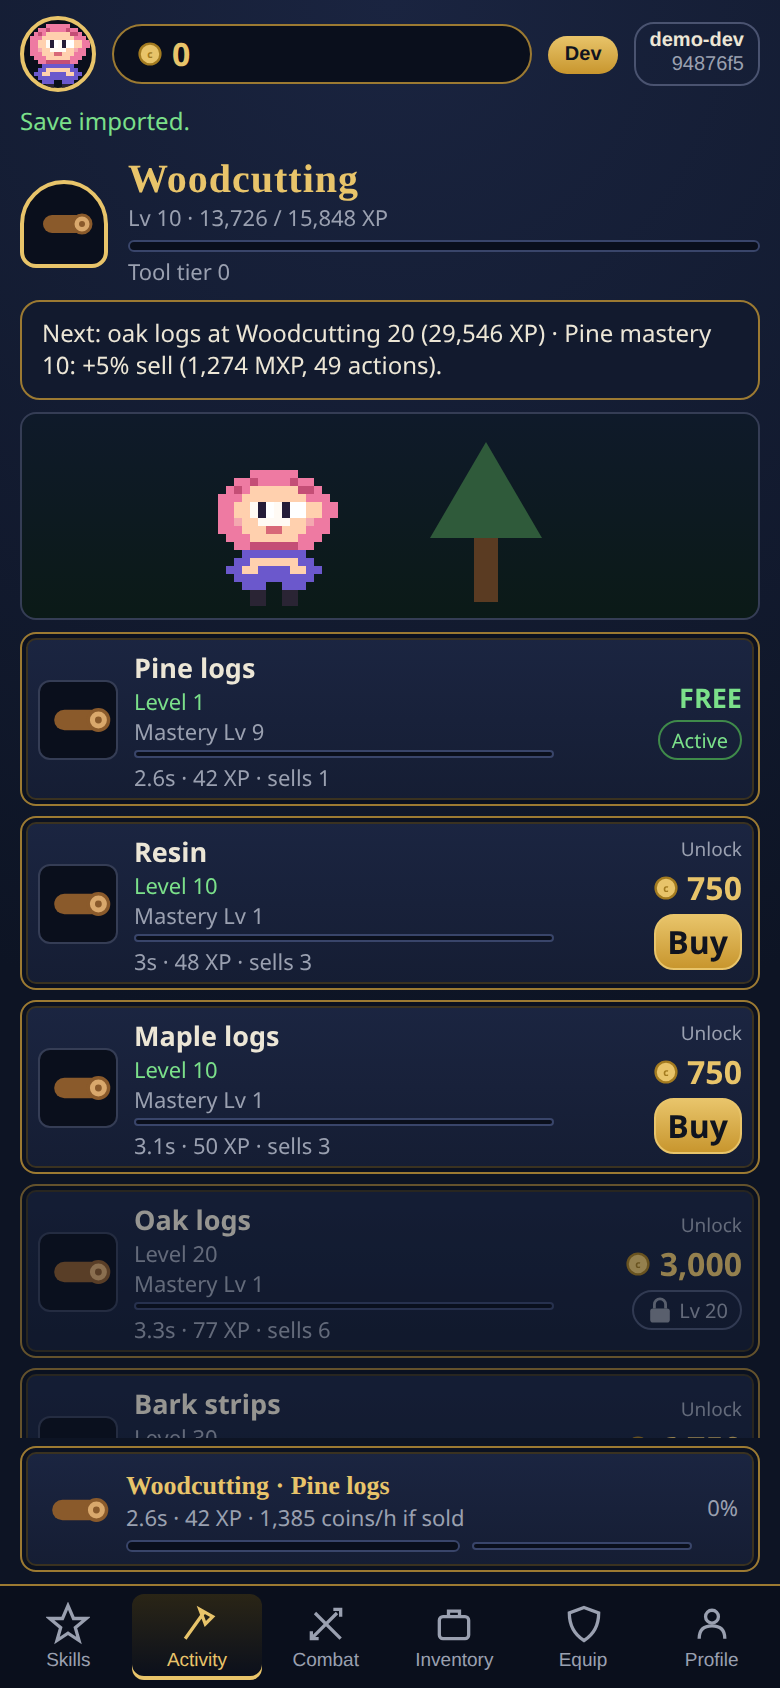 0
Dev
demo-dev
94876f5
Save imported.
Woodcutting
Lv 10 · 13,726 / 15,848 XP
Tool tier 0
Next: oak logs at Woodcutting 20 (29,546 XP) · Pine mastery
10: +5% sell (1,274 MXP, 49 actions).
Pine logs
Level 1
Mastery Lv 9
2.6s · 42 XP · sells 1
FREE
Active
Resin
Level 10
Mastery Lv 1
3s · 48 XP · sells 3
Unlock
750
Buy
Maple logs
Level 10
Mastery Lv 1
3.1s · 50 XP · sells 3
Unlock
750
Buy
Oak logs
Level 20
Mastery Lv 1
3.3s · 77 XP · sells 6
Unlock
3,000
Lv 20
Bark strips
Level 30
Unlock
Woodcutting · Pine logs
2.6s · 42 XP · 1,385 coins/h if sold
0%
Skills
Activity
Combat
Inventory
Equip
Profile